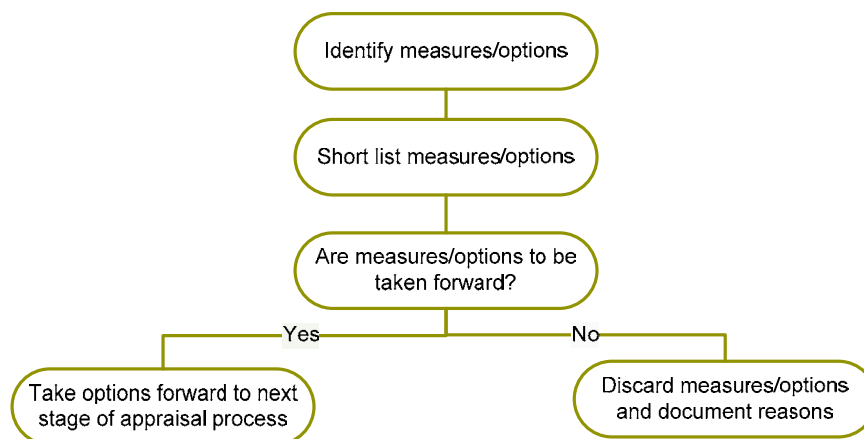 Identify measures/options
Short list measures/options
Are measures/options to be
taken forward?
Yes
No
Take options forward to next
stage of appraisal process
Discard measures/options
and document reasons